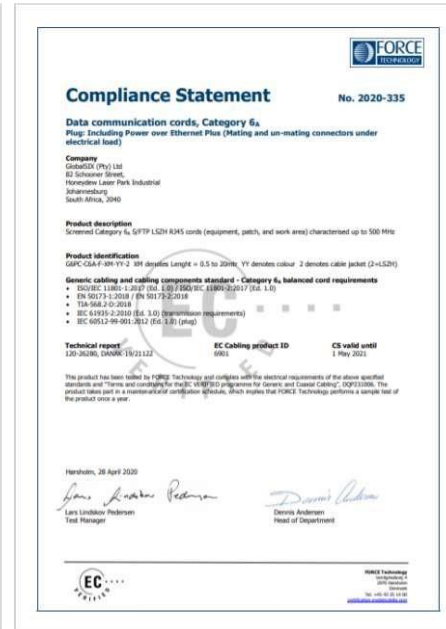 FORCE
TECHNOLOGY
Compliance Statement
No. 2020-335
Data communication cords, Category 6A
Plug: Including Power over Ethernet Plus (Mating and un-mating connectors under
electrical load)
Company
GlobalSIX (Pty) Ltd
82 Schooner Street,
Honeydew Laser Park Industrial
Johannesburg
South Africa, 2040
Product description
Screened Category 6A S/FTP LSZH RJ45 cords (equipment, patch, and work area) characterised up to 500 MHz
Product identification
G6PC-C6A-F-XM-YY-2 XM denotes Lenght = 0.5 to 20mtr YY denotes colour 2 denotes cable jacket (2=LSZH)
Generic cabling and cabling components standard - Category 6A balanced cord requirements
• ISO/IEC 11801-1:2017 (Ed. 1.0) / ISO/IEC 11801-2:2017 (Ed. 1.0)
• EN 50173-1:2018 / EN 50173-2:2018
• TIA-568.2-D:2018
• IEC 61935-2:2010 (Ed. 3.0) (transmission requirements)
• IEC 60512-99-001:2012 (Ed. 1.0) (plug)
Technical report
120-26280, DANAK-19/21122
EC Cabling product ID
6901
CS valid until
1 May 2021
This product has been tested by FORCE Technology and complies with the electrical requirements of the above specified
standards and "Terms and conditions for the EC VERIFIED programme for Generic and Coaxial Cabling", The
product takes part in a maintenance of certification schedule, which implies that FORCE Technology performs a sample test of
the product once a year.
EC
VERIFIED
Hørsholm, 28 April 2020
Lars Lindskov Pedersen
Dennis Andersen
Lars Lindskov Pedersen
Test Manager
Dennis Andersen
Head of Department
EC
VERIFIED
FORCE Technology
Denmark